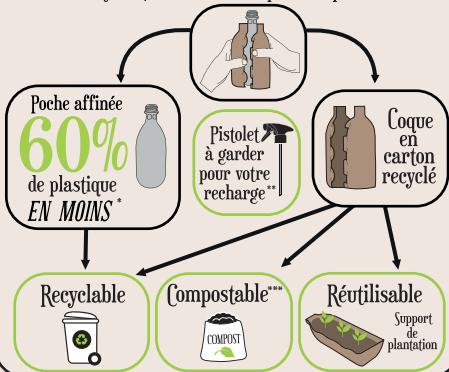 Poche affinée
60%
de plastique
EN MOINS*
Pistolet
à garder
pour votre
recharge**
Coque
en
carton
recyclé
Recyclable
Compostable***
COMPOST
Réutilisable
Support
de
plantation